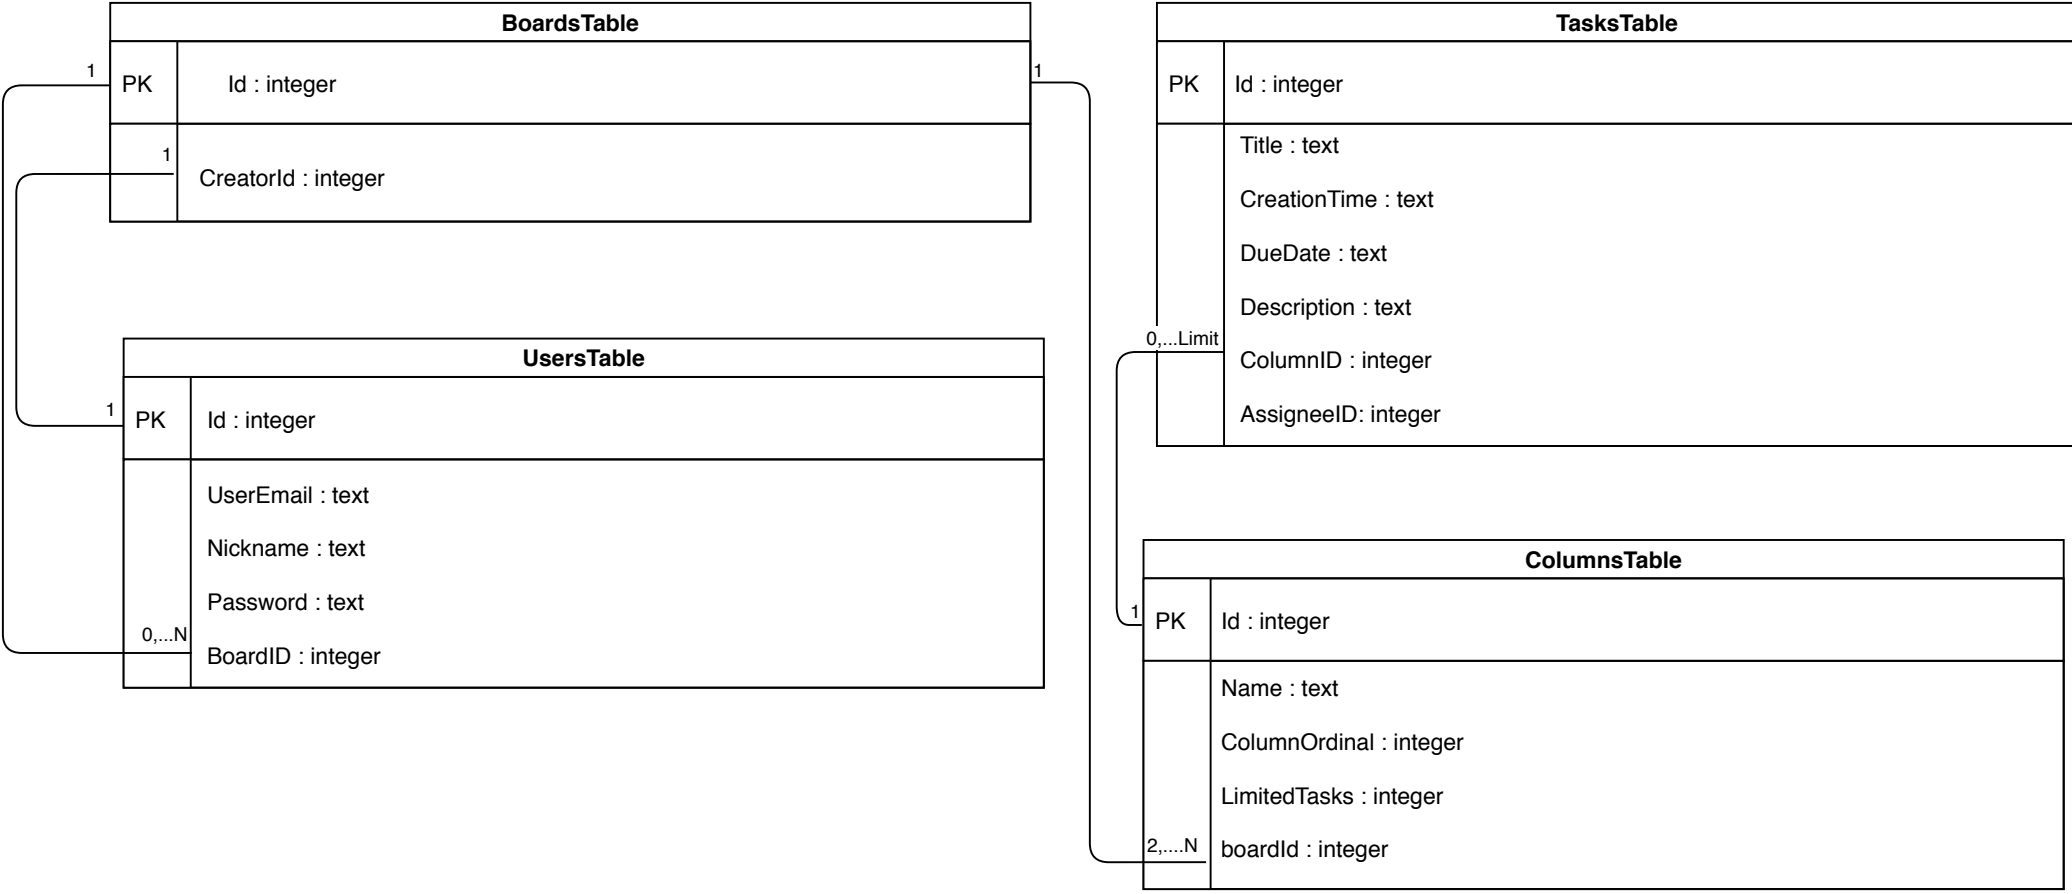 BoardsTable
1
PK
Id : integer
1
1
CreatorId : integer
UsersTable
1
PK
Id : integer
UserEmail : text
Nickname : text
Password : text
0,...N
BoardID : integer
TasksTable
PK
Id : integer
Title : text
CreationTime : text
DueDate : text
Description : text
0,...Limit
ColumnID : integer
AssigneeID: integer
ColumnsTable
1
PK
Id : integer
Name : text
ColumnOrdinal : integer
LimitedTasks : integer
2,....N
boardId : integer